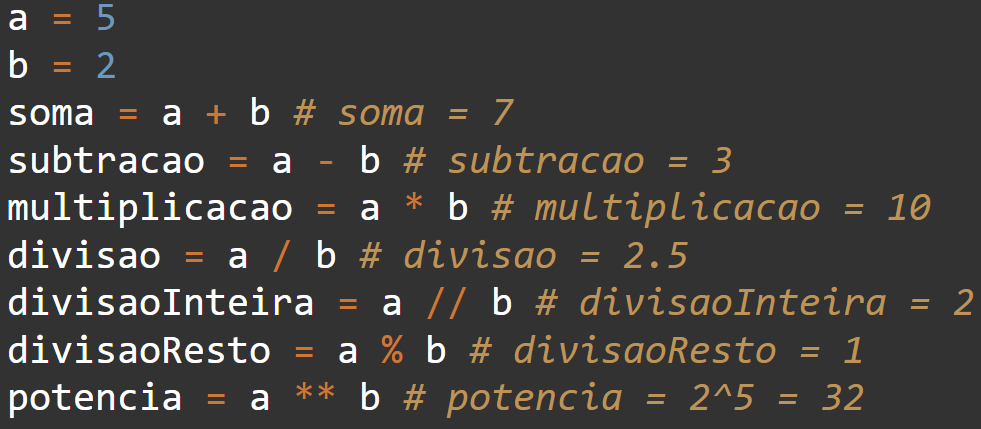 a = 5
b = 2
soma = a + b # soma = 7
subtracao = a - b # subtracao = 3
multiplicacao = a * b # multiplicacao = 10
divisao = a / b # divisao = 2.5
divisaoInteira = a // b # divisaoInteira = 2
divisaoResto = a % b # divisaoResto = 1
potencia = a ** b # potencia = 2^5 = 32